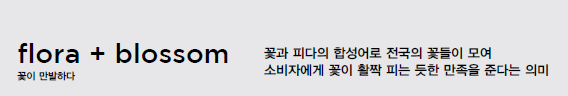 flora + blossom
꽃이 만발하다
꽃과 피다의 합성어로 전국의 꽃들이 모여
소비자에게 꽃이 활짝 피는 듯한 만족을 준다는 의미